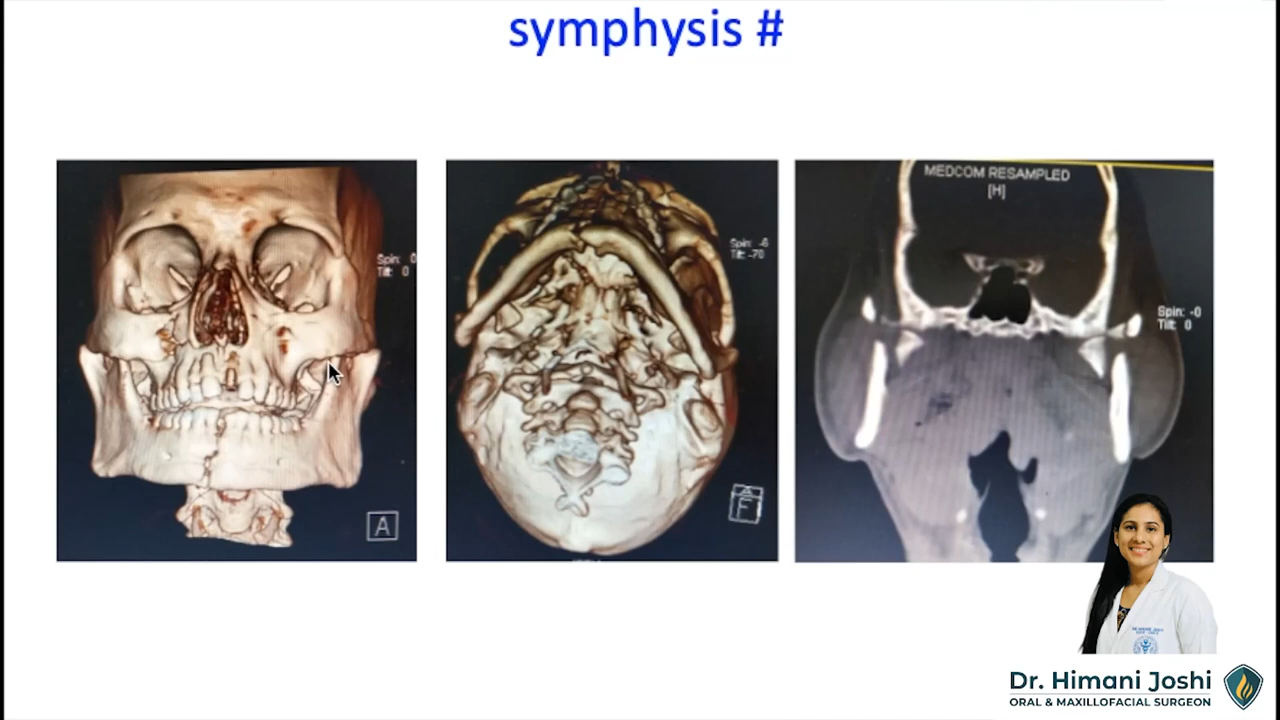 symphysis #
Spin: 0
Tilt: 0
A
Spin: -6
Tilt: -70
F
MEDCOM RESAMPLED
[H]
Spin: -0
Tilt: 0
Dr. Himani Joshi
ORAL & MAXILLOFACIAL SURGEON